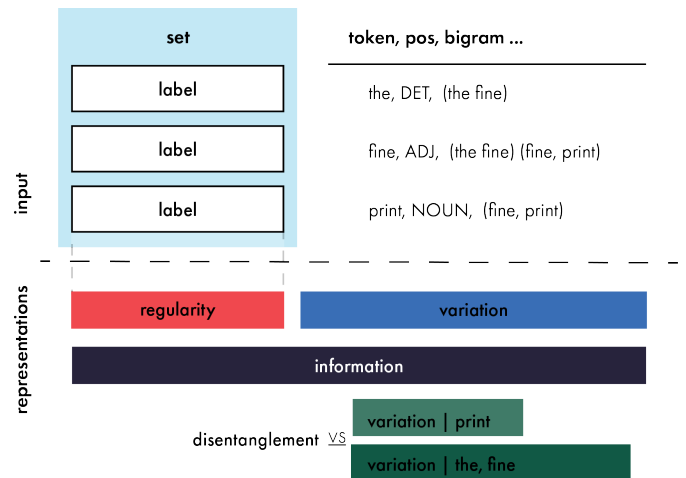 set
token, pos, bigram ...
label
the, DET, (the fine)
label
fine, ADJ, (the fine) (fine, print)
label
print, NOUN, (fine, print)
input
regularity
variation
information
representations
variation | print
disentanglement VS
variation | the, fine